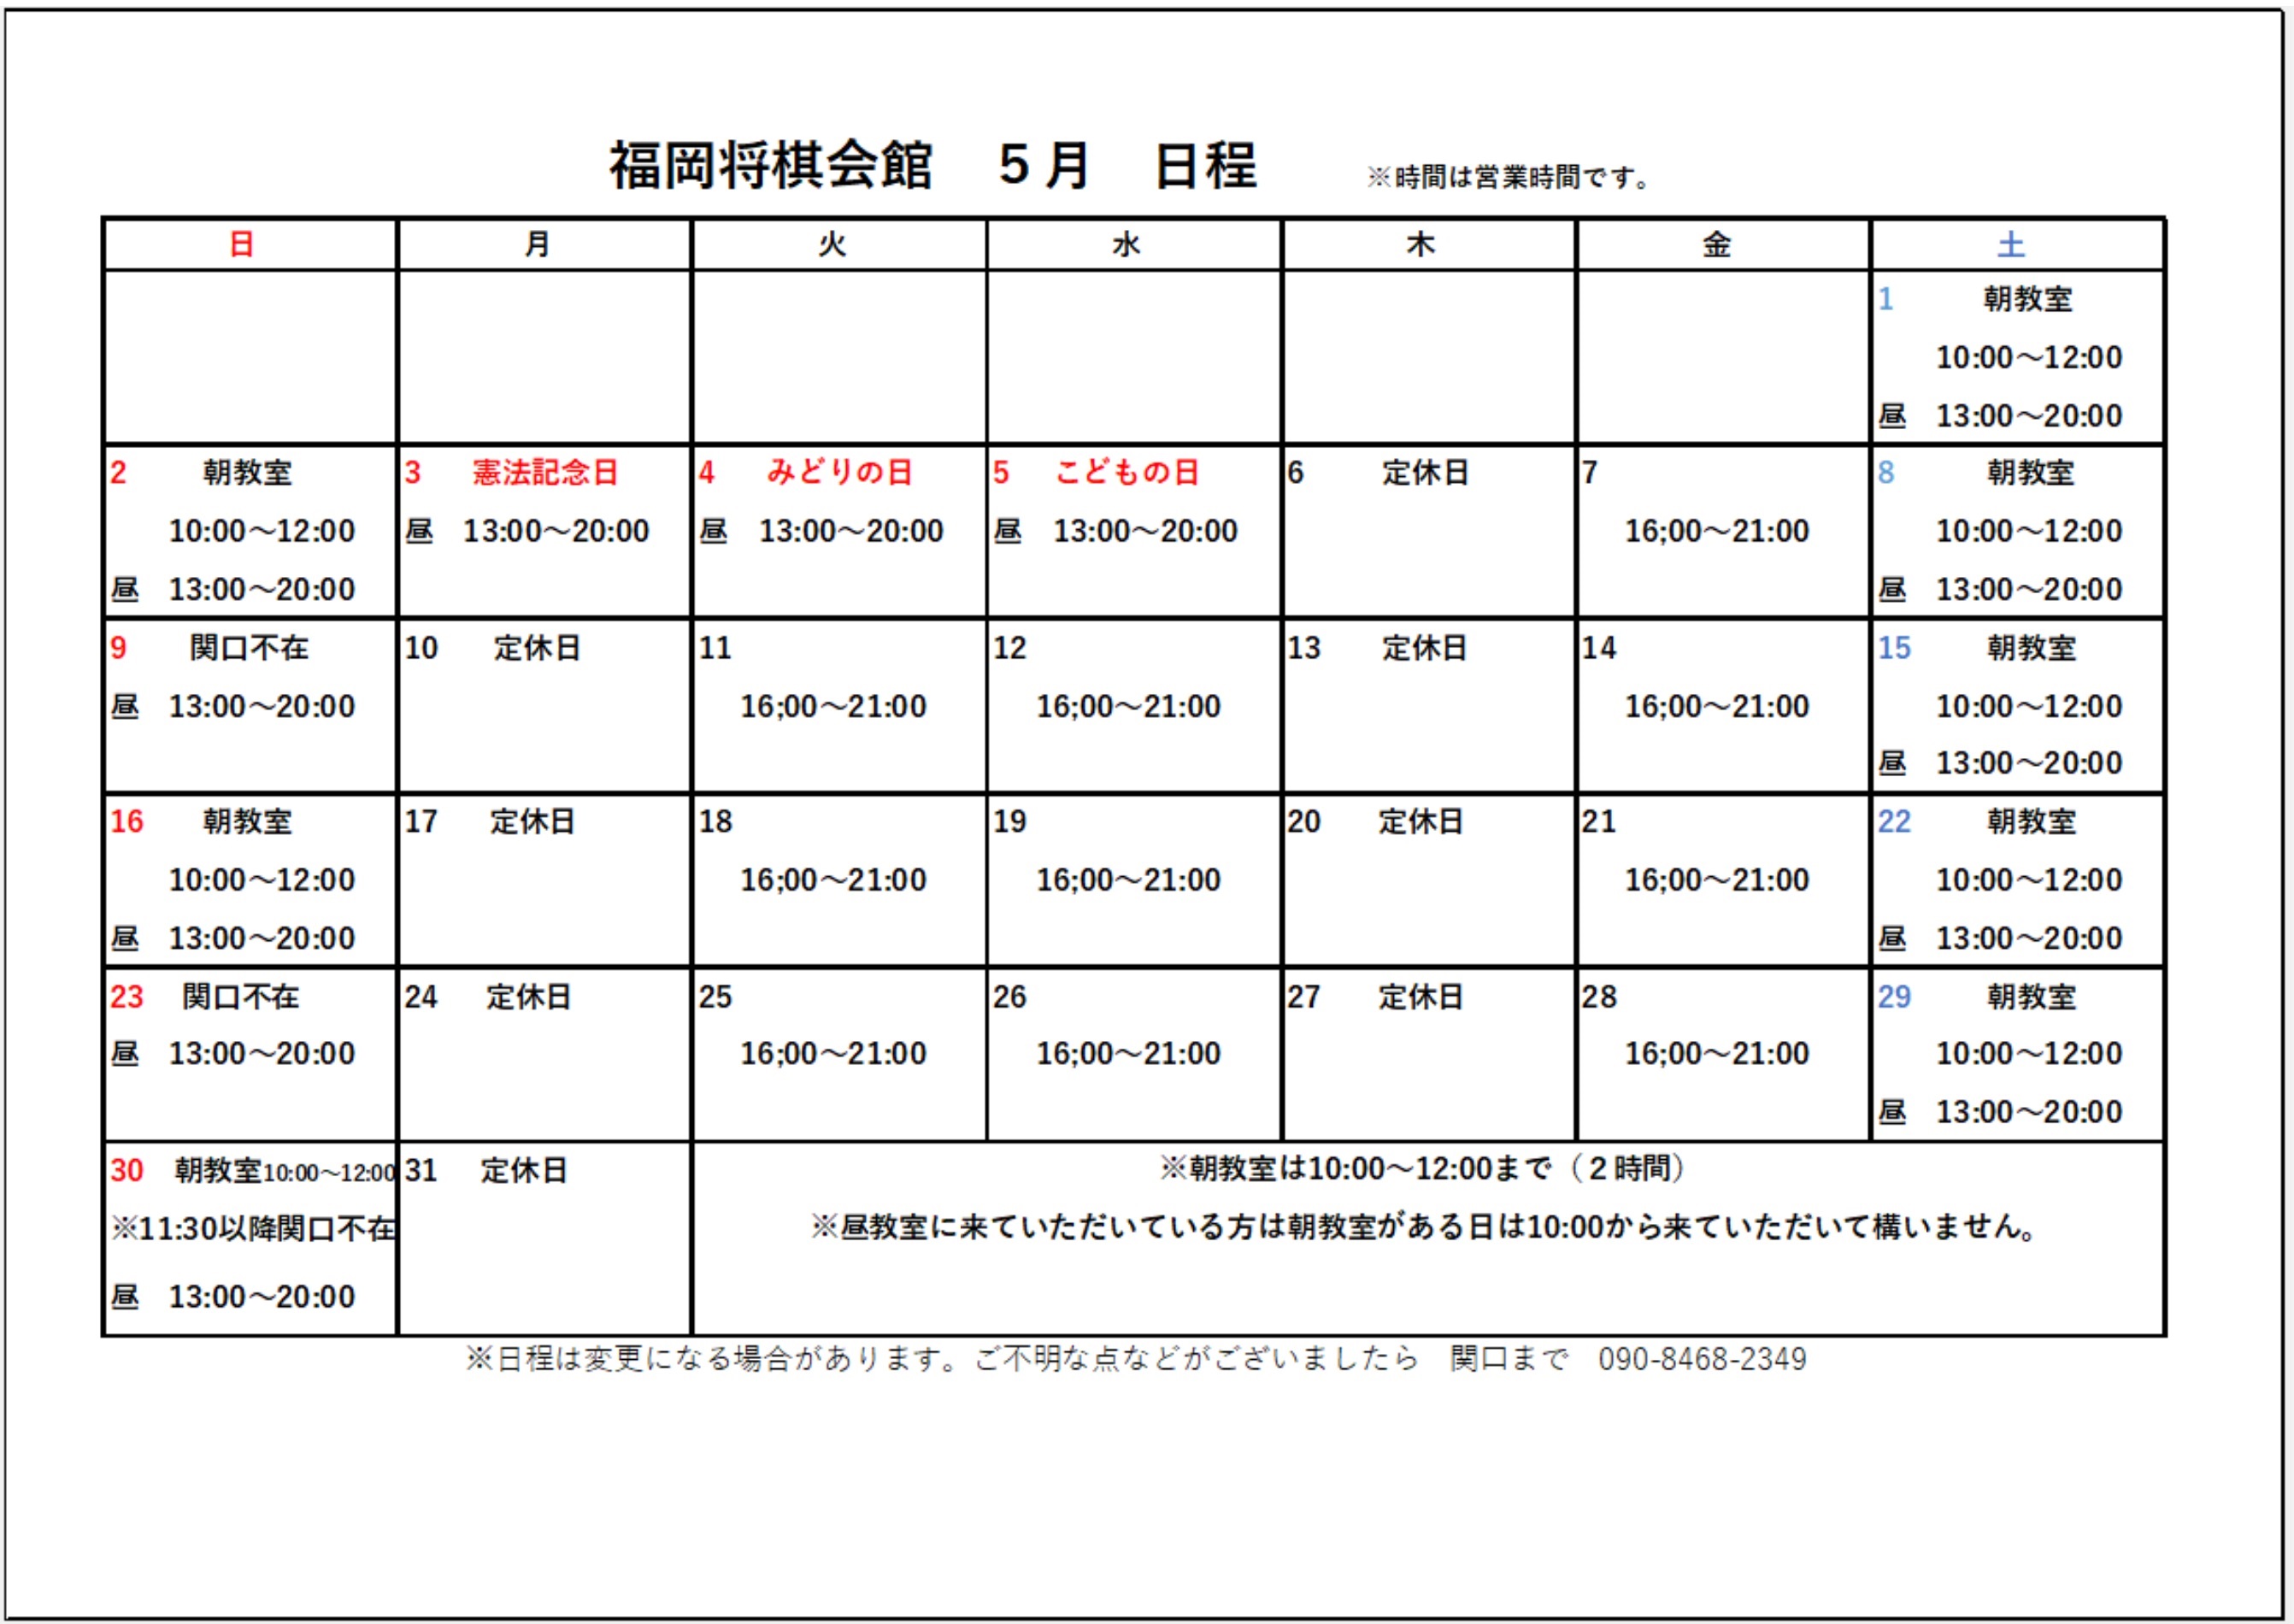 福岡将棋会館　５月　日程　※時間は営業時間です。
日 月 火 水 木 金 土
1 朝教室
10:00～12:00
昼 13:00～20:00
2 朝教室
10:00～12:00
昼 13:00～20:00
3 憲法記念日
昼 13:00～20:00
4 みどりの日
昼 13:00～20:00
5 こどもの日
昼 13:00～20:00
6 定休日
7
16;00～21:00
8 朝教室
10:00～12:00
昼 13:00～20:00
9 関口不在
昼 13:00～20:00
10 定休日
11
16;00～21:00
12
16;00～21:00
13 定休日
14
16;00～21:00
15 朝教室
10:00～12:00
昼 13:00～20:00
16 朝教室
10:00～12:00
昼 13:00～20:00
17 定休日
18
16;00～21:00
19
16;00～21:00
20 定休日
21
16;00～21:00
22 朝教室
10:00～12:00
昼 13:00～20:00
23 関口不在
昼 13:00～20:00
24 定休日
25
16;00～21:00
26
16;00～21:00
27 定休日
28
16;00～21:00
29 朝教室
10:00～12:00
昼 13:00～20:00
30 朝教室10:00～12:00
※11:30以降関口不在
昼 13:00～20:00
31 定休日
※朝教室は10:00～12:00まで（２時間）
※昼教室に来ていただいている方は朝教室がある日は10:00から来ていただいて構いません。
※日程は変更になる場合があります。ご不明な点などがございましたら　関口まで　090-8468-2349